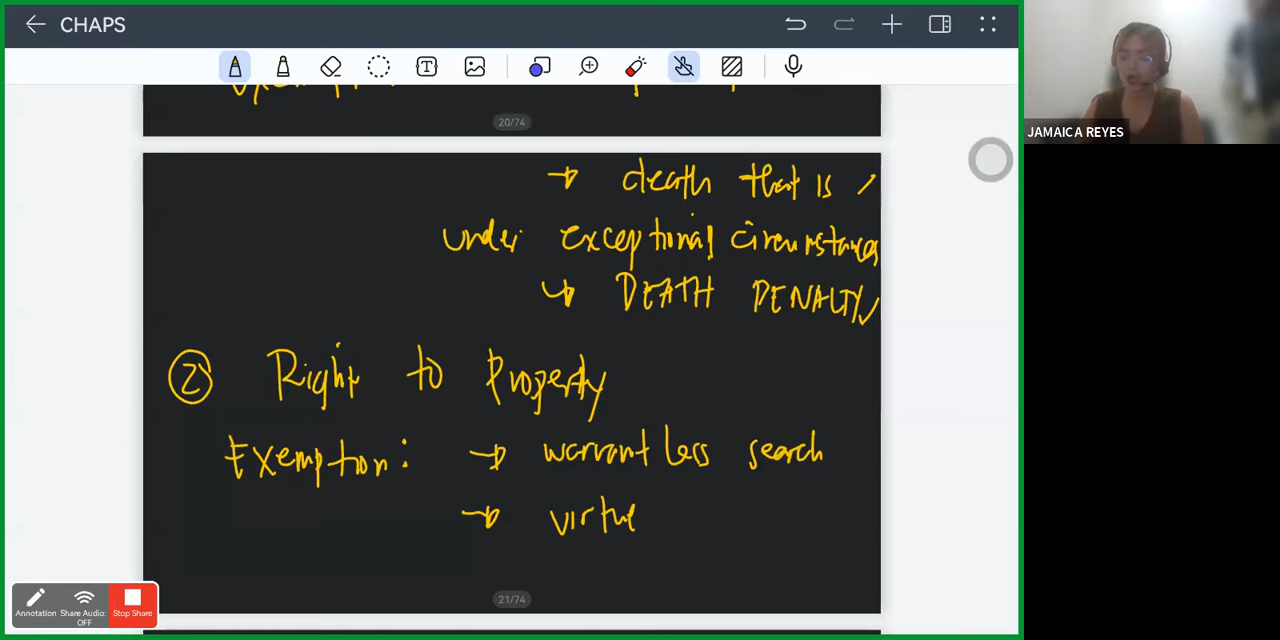 CHAPS
20/74
→ death that is
under exceptional circumstances
↳ DEATH PENALTY
② Right to Property
Exemption: → warrantless search
→ virtue
21/74
Annotation
Share Audio: OFF
Stop Share
JAMAICA REYES